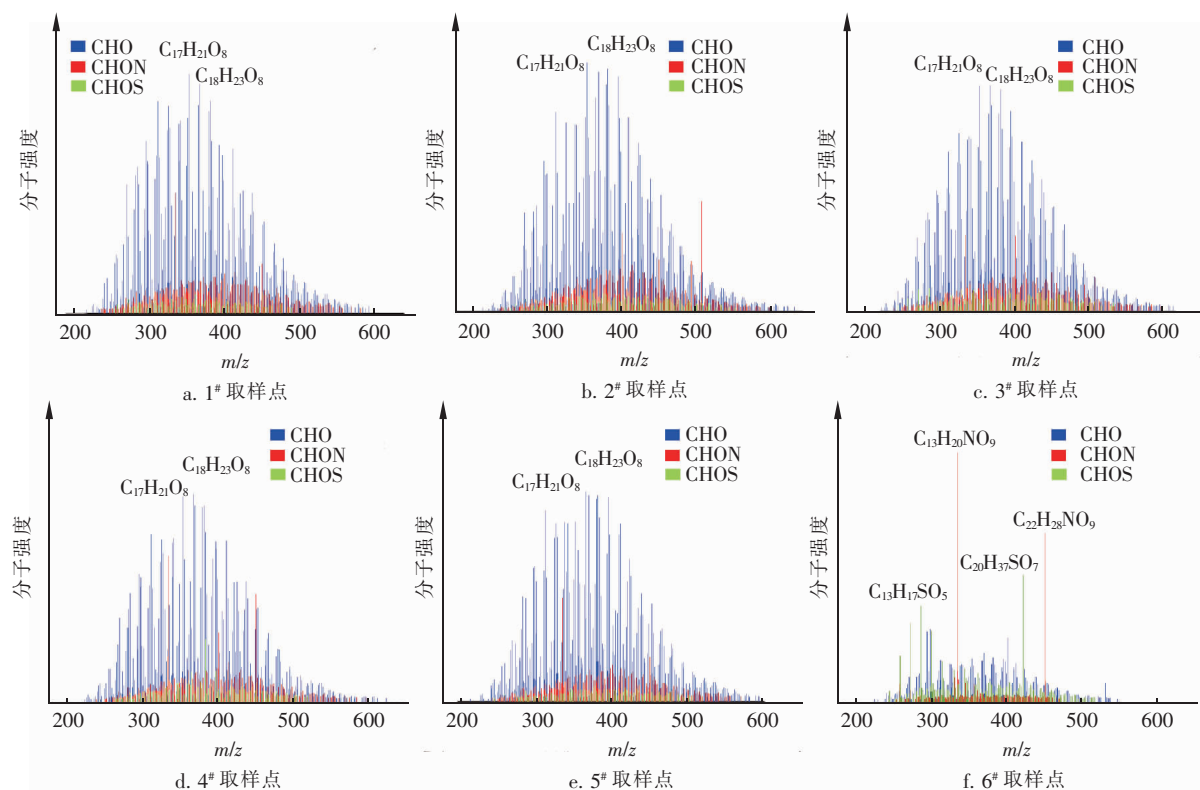 CHO
CHON
CHOS
C₁₇H₂₁O₈
C₁₈H₂₃O₈
分子强度
200 300 400 500 600
m/z
a. 1# 取样点
CHO
CHON
CHOS
C₁₈H₂₃O₈
C₁₇H₂₁O₈
分子强度
200 300 400 500 600
m/z
b. 2# 取样点
CHO
CHON
CHOS
C₁₇H₂₁O₈
C₁₈H₂₃O₈
分子强度
200 300 400 500 600
m/z
c. 3# 取样点
CHO
CHON
CHOS
C₁₈H₂₃O₈
C₁₇H₂₁O₈
分子强度
200 300 400 500 600
m/z
d. 4# 取样点
CHO
CHON
CHOS
C₁₈H₂₃O₈
C₁₇H₂₁O₈
分子强度
200 300 400 500 600
m/z
e. 5# 取样点
C₁₃H₂₀NO₉
CHO
CHON
CHOS
C₂₂H₂₈NO₉
C₂₀H₃₇SO₇
C₁₃H₁₇SO₅
分子强度
200 300 400 500 600
m/z
f. 6# 取样点